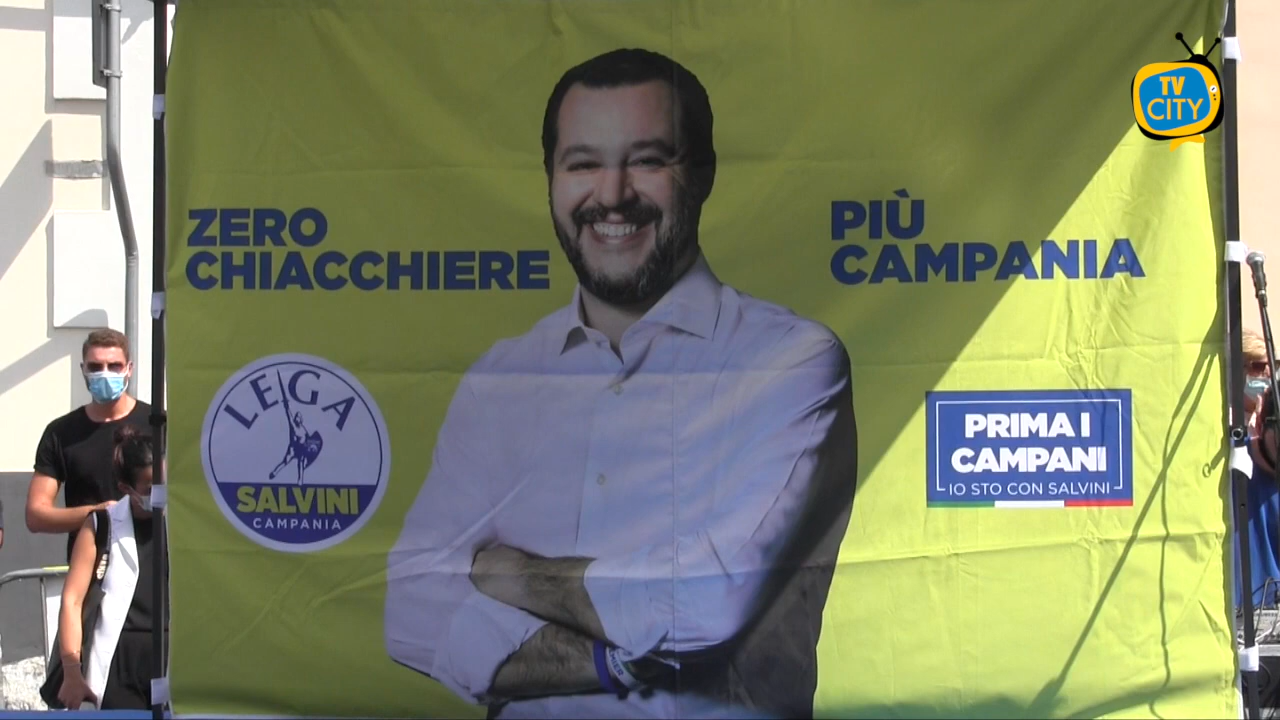 TV
CITY
ZERO
CHIACCHIERE
PIÙ
CAMPANIA
LEGA
SALVINI
CAMPANIA
PRIMA I
CAMPANI
IO STO CON SALVINI